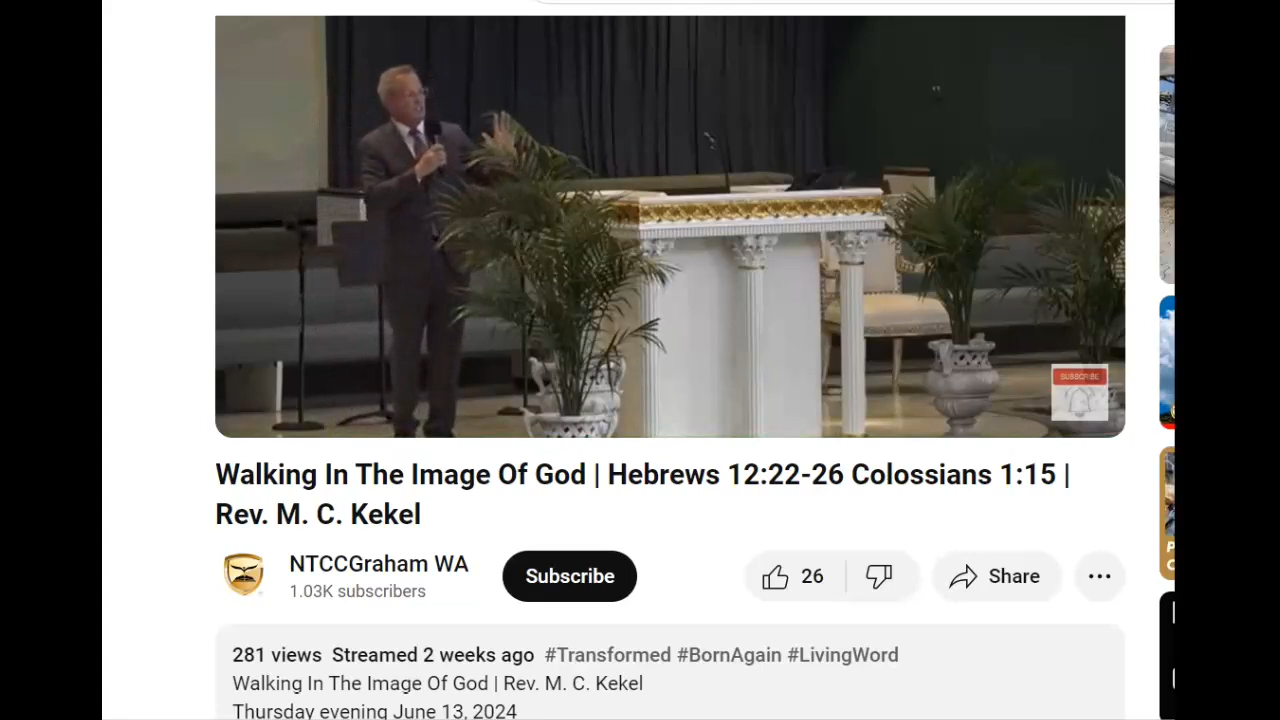 SUBSCRIBE
Walking In The Image Of God | Hebrews 12:22-26 Colossians 1:15 |
Rev. M. C. Kekel
NTCCGraham WA
1.03K subscribers
Subscribe
26
Share
281 views Streamed 2 weeks ago #Transformed #BornAgain #LivingWord
Walking In The Image Of God | Rev. M. C. Kekel
Thursday evening June 13, 2024